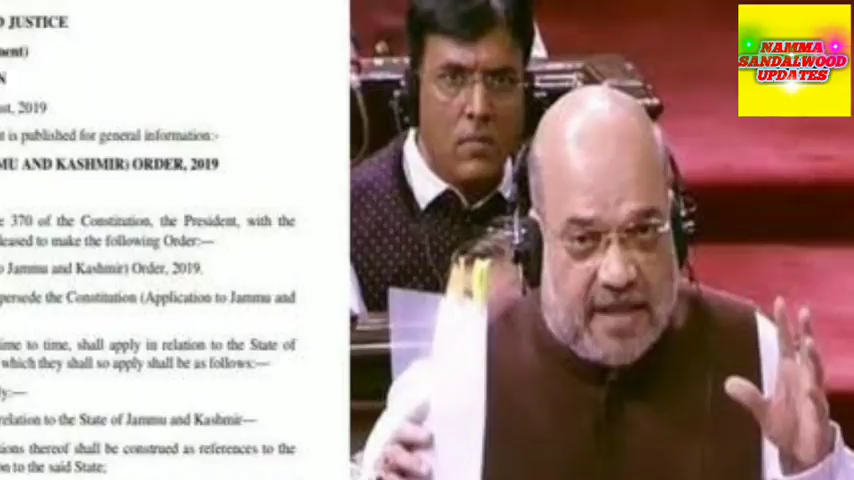 D JUSTICE
ment)
N
ust, 2019
t is published for general information:-
MU AND KASHMIR) ORDER, 2019
e 370 of the Constitution, the President, with the
leased to make the following Order:—
o Jammu and Kashmir) Order, 2019.
persede the Constitution (Application to Jammu and
ime to time, shall apply in relation to the State of
which they shall so apply shall be as follows:—
ly:—
relation to the State of Jammu and Kashmir—
ions thereof shall be construed as references to the
on to the said State;
NAMMA
SANDALWOOD
UPDATES